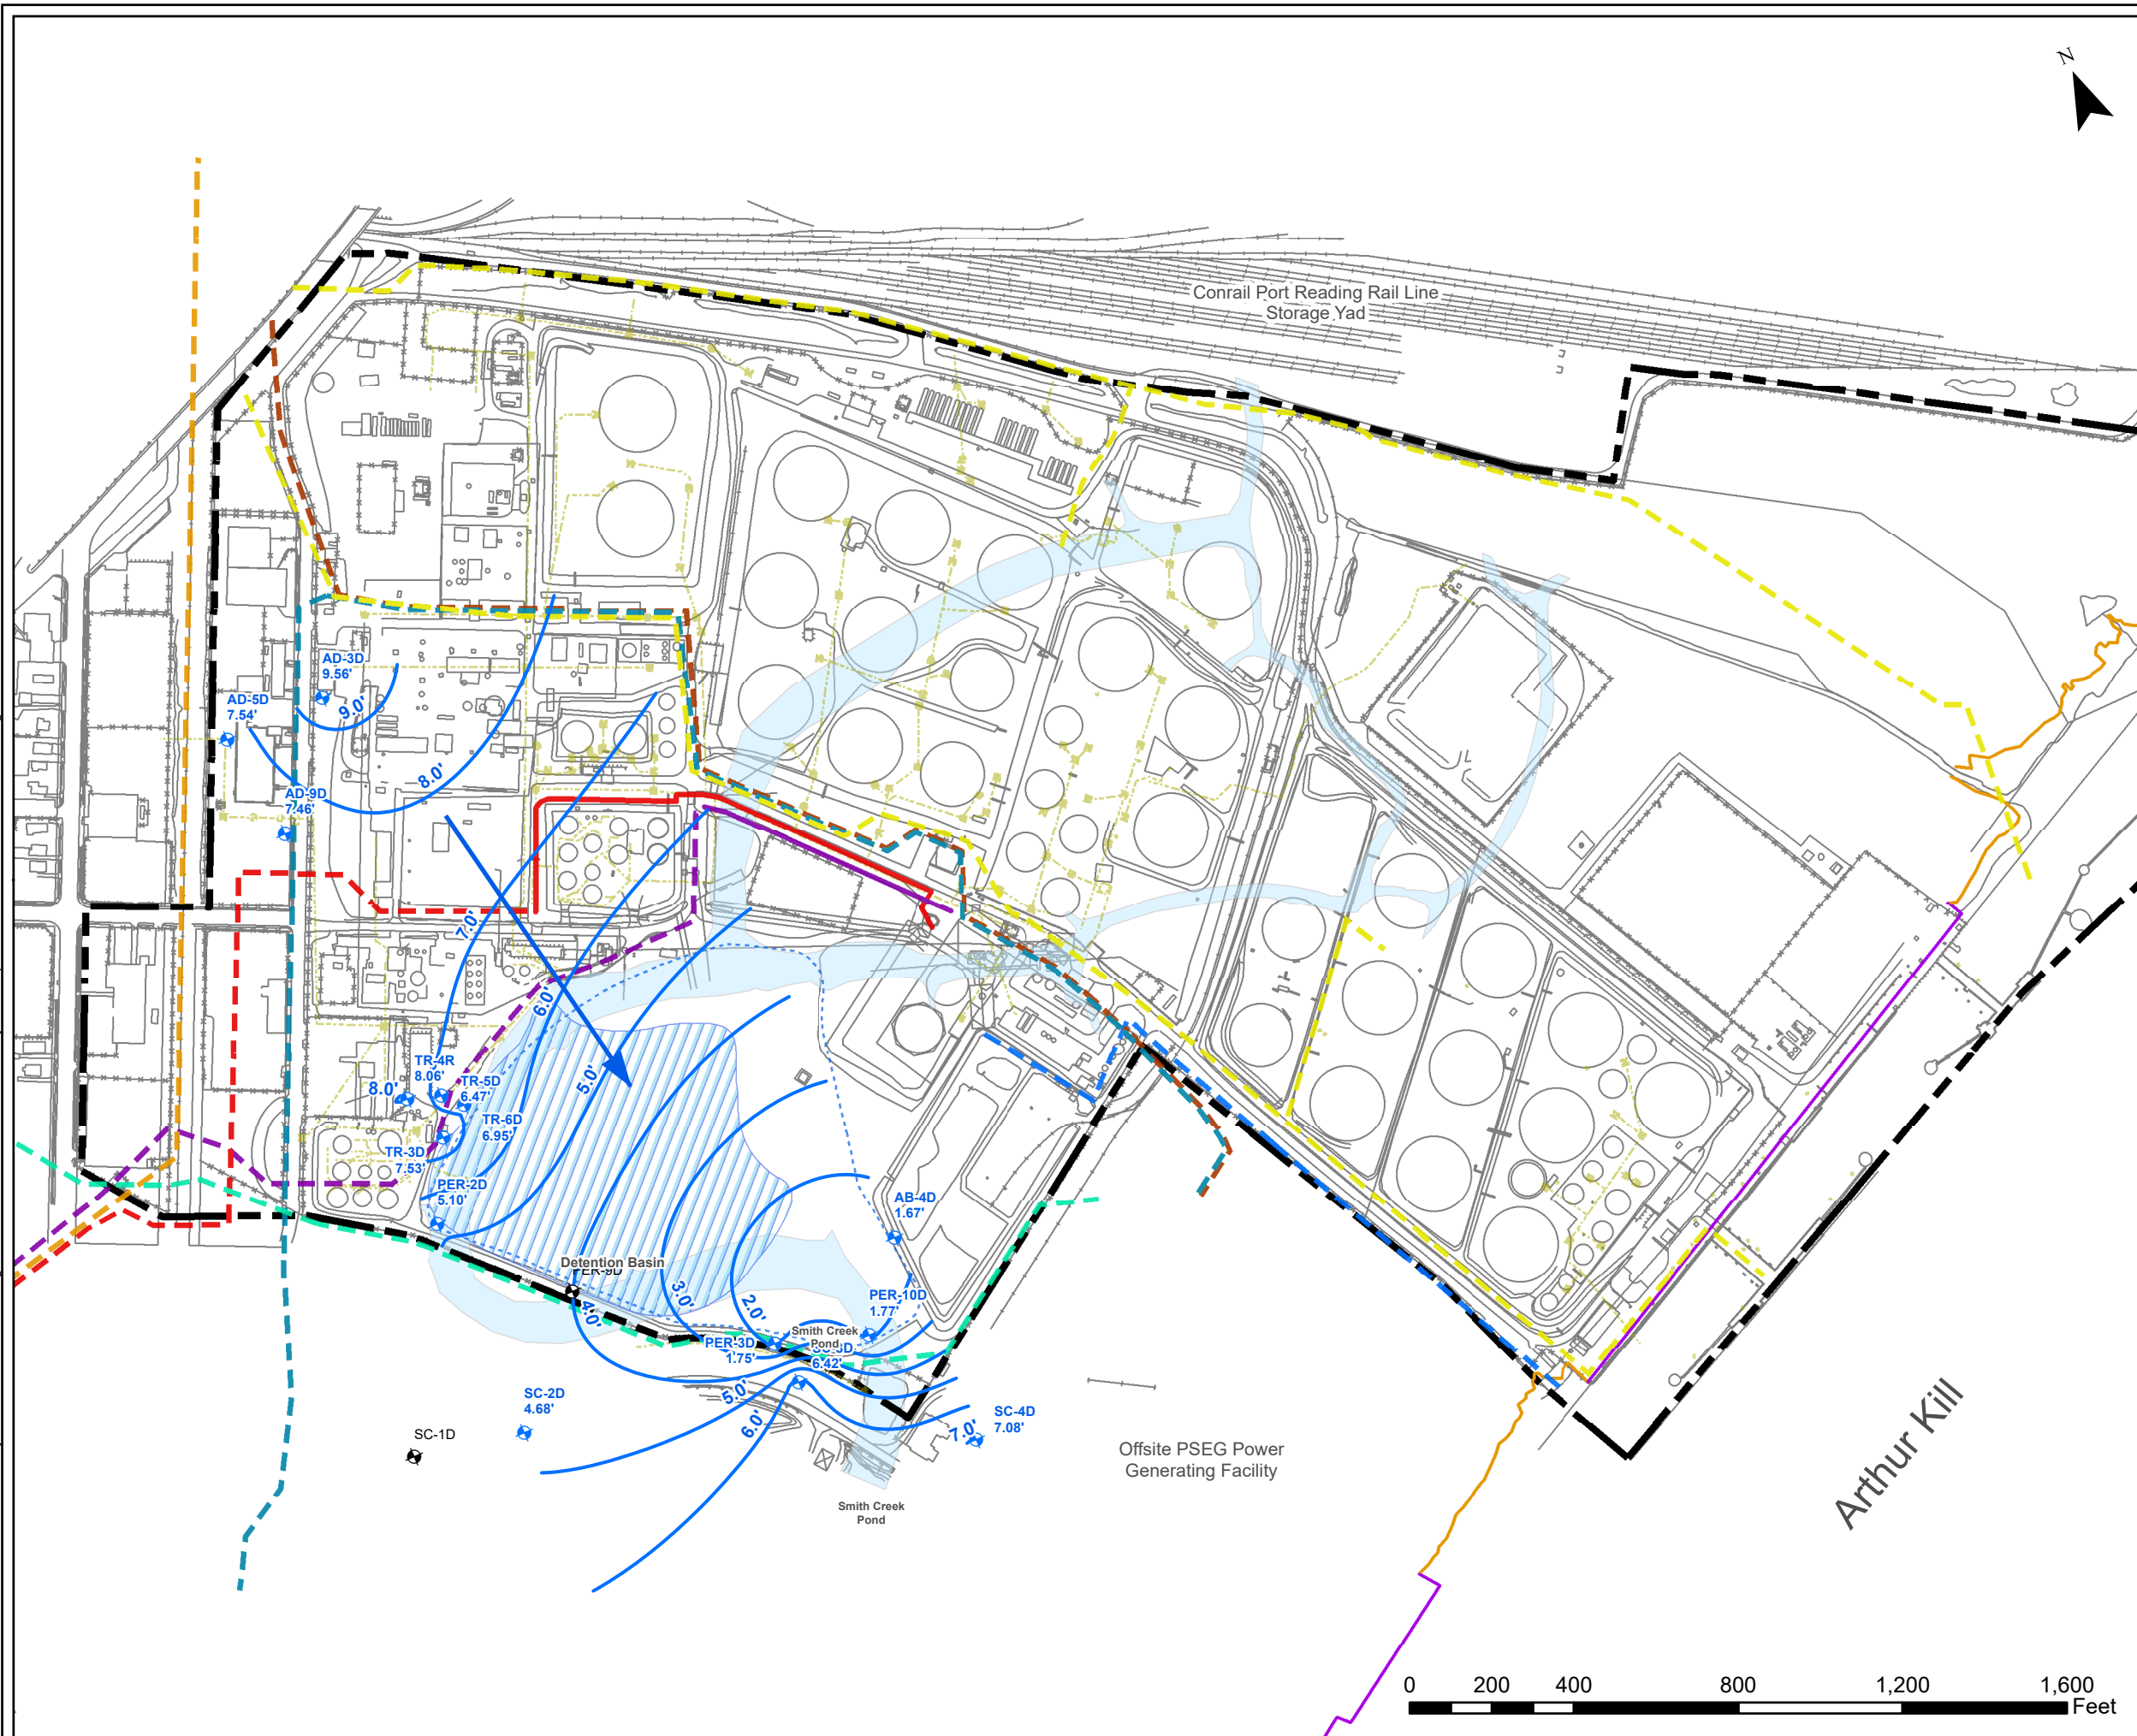 N
Conrail Port Reading Rail Line
Storage Yad
AD-3D
9.56'
AD-5D
7.54'
9.0'
8.0'
AD-9D
7.46'
7.0'
6.0'
5.0'
TR-4R
8.06'
8.0'
TR-5D
6.47'
TR-6D
6.95'
TR-3D
7.53'
PER-2D
5.10'
AB-4D
1.67'
Detention Basin
PER-9D
4.0'
3.0'
2.0'
PER-10D
1.77'
Smith Creek
Pond
PER-3D
1.75'
6.42'
5.0'
6.0'
SC-2D
4.68'
SC-1D
7.0'
SC-4D
7.08'
Offsite PSEG Power
Generating Facility
Smith Creek
Pond
Arthur Kill
0 200 400 800 1,200 1,600
Feet